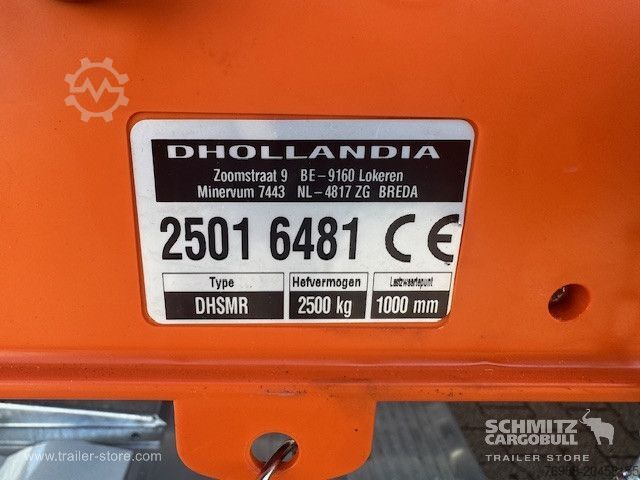 DHOLLANDIA
Zoomstraat 9 BE-9160 Lokeren
Minervum 7443 NL-4817 ZG BREDA
2501 6481 CE
Type Hefvermogen Lastzwaartepunt
DHSMR 2500 kg 1000 mm
SCHMITZ
CARGOBULL
TRAILER STORE
www.trailer-store.com